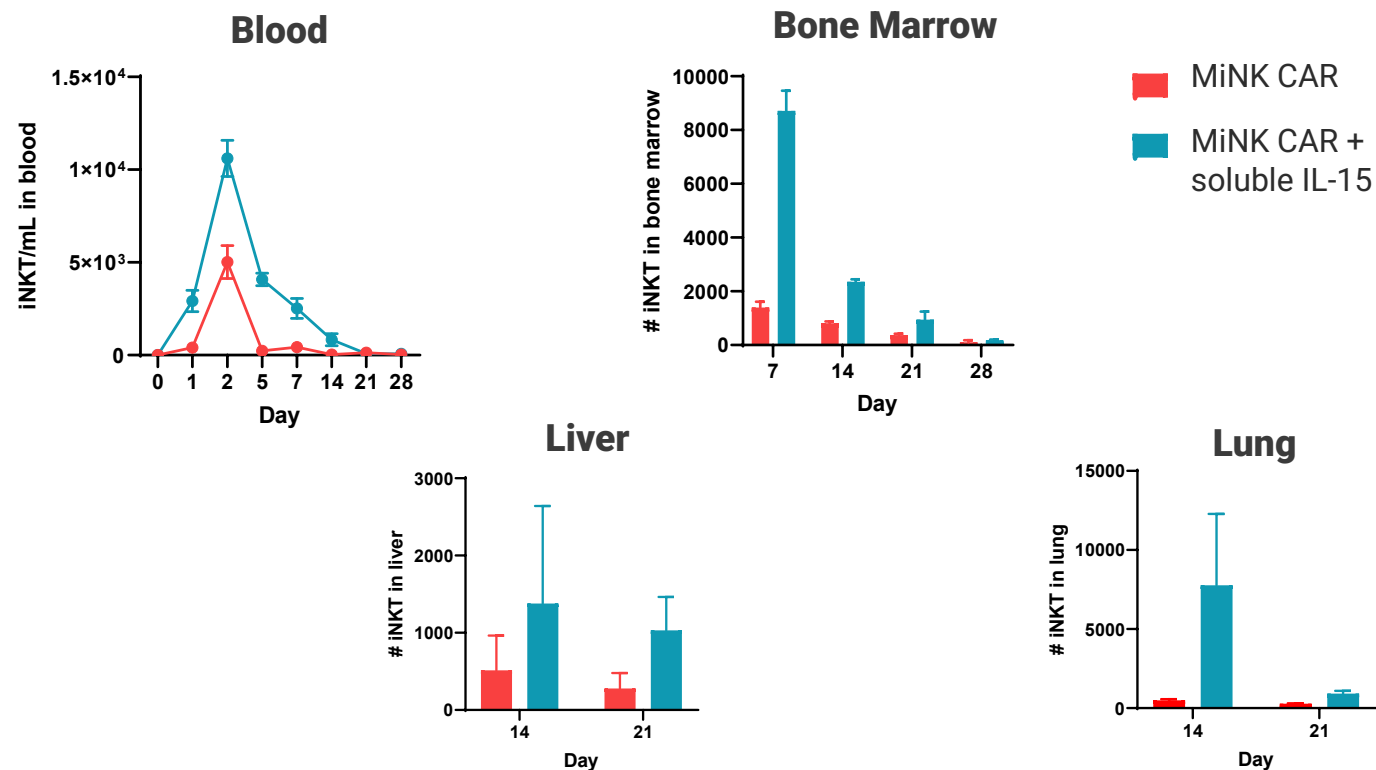 Blood
1.5×10⁴
1×10⁴
5×10³
0
iNKT/mL in blood
0 1 2 5 7 14 21 28
Day
Bone Marrow
10000
8000
6000
4000
2000
0
# iNKT in bone marrow
7 14 21 28
Day
MiNK CAR
MiNK CAR +
soluble IL-15
Liver
3000
2000
1000
0
# iNKT in liver
14 21
Day
Lung
15000
10000
5000
0
# iNKT in lung
14 21
Day